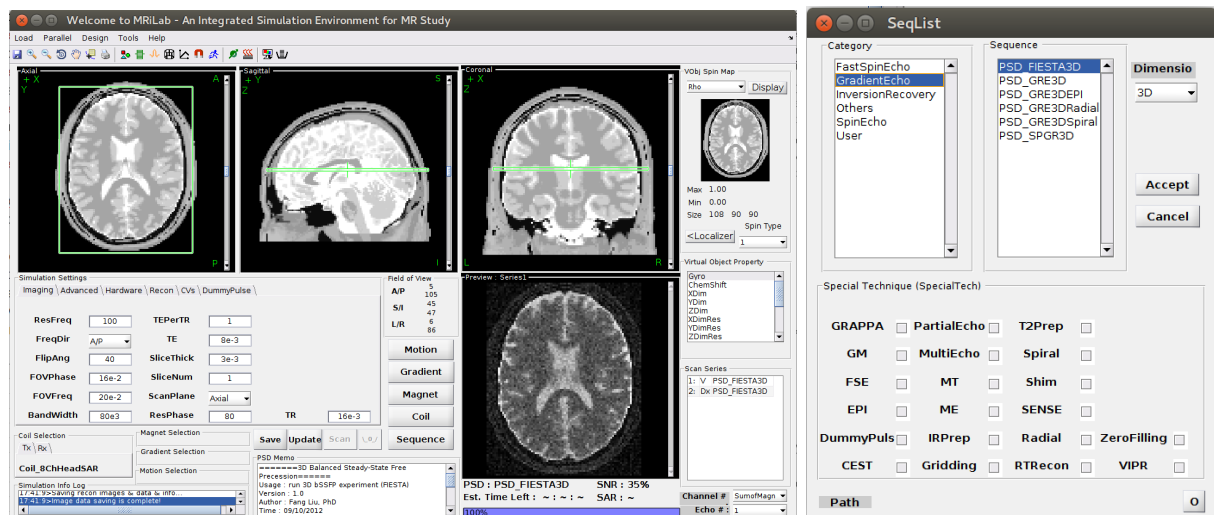 Welcome to MRiLab - An Integrated Simulation Environment for MR Study
Load Parallel Design Tools Help
Axial
+ X
Y
A
P
Sagittal
+ Y
Z
S
I
Coronal
+ X
Z
L
R
VObj Spin Map
Rho Display
Max 1.00
Min 0.00
Size 108 90 90
Spin Type
<Localizer 1
Virtual Object Property
Gyro
ChemShift
XDim
YDim
ZDim
XDimRes
YDimRes
ZDimRes
Scan Series
1: V PSD_FIESTA3D
2: Dx PSD_FIESTA3D
Simulation Settings
Imaging Advanced Hardware Recon CVs DummyPulse
ResFreq 100 TEPerTR 1
FreqDir A/P TE 8e-3
FlipAng 40 SliceThick 3e-3
FOVPhase 16e-2 SliceNum 1
FOVFreq 20e-2 ScanPlane Axial
BandWidth 80e3 ResPhase 80 TR 16e-3
Field of View
A/P 5 105
S/I 45 47
L/R 6 86
Motion
Gradient
Magnet
Coil
Sequence
Preview : Series1
PSD : PSD_FIESTA3D SNR : 35%
Est. Time Left : ~ : ~ : ~ SAR : ~
100%
Channel # SumofMagn
Echo # : 1
Coil Selection
Tx Rx
Coil_8ChHeadSAR
Magnet Selection
Gradient Selection
Motion Selection
Save Update Scan \_0_/
PSD Memo
=======3D Balanced Steady-State Free
Precession======
Usage : run 3D bSSFP experiment (FIESTA)
Version : 1.0
Author : Fang Liu, PhD
Time : 09/10/2012
Simulation Info Log
17:41:9>Saving recon images & data & info...
17:41:9>Image data saving is complete!
SeqList
Category
FastSpinEcho
GradientEcho
InversionRecovery
Others
SpinEcho
User
Sequence
PSD_FIESTA3D
PSD_GRE3D
PSD_GRE3DEPI
PSD_GRE3DRadial
PSD_GRE3DSpiral
PSD_SPGR3D
Dimensio
3D
Accept
Cancel
Special Technique (SpecialTech)
GRAPPA PartialEcho T2Prep
GM MultiEcho Spiral
FSE MT Shim
EPI ME SENSE
DummyPuls IRPrep Radial ZeroFilling
CEST Gridding RTRecon VIPR
Path O